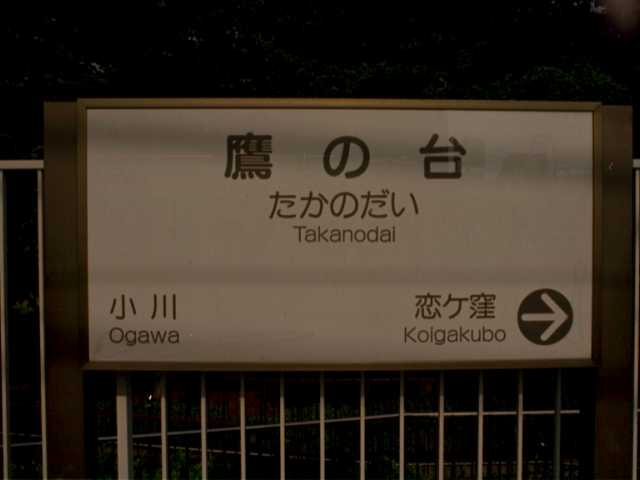 鷹の台
たかのだい
Takanodai
小川 恋ケ窪
Ogawa Koigakubo